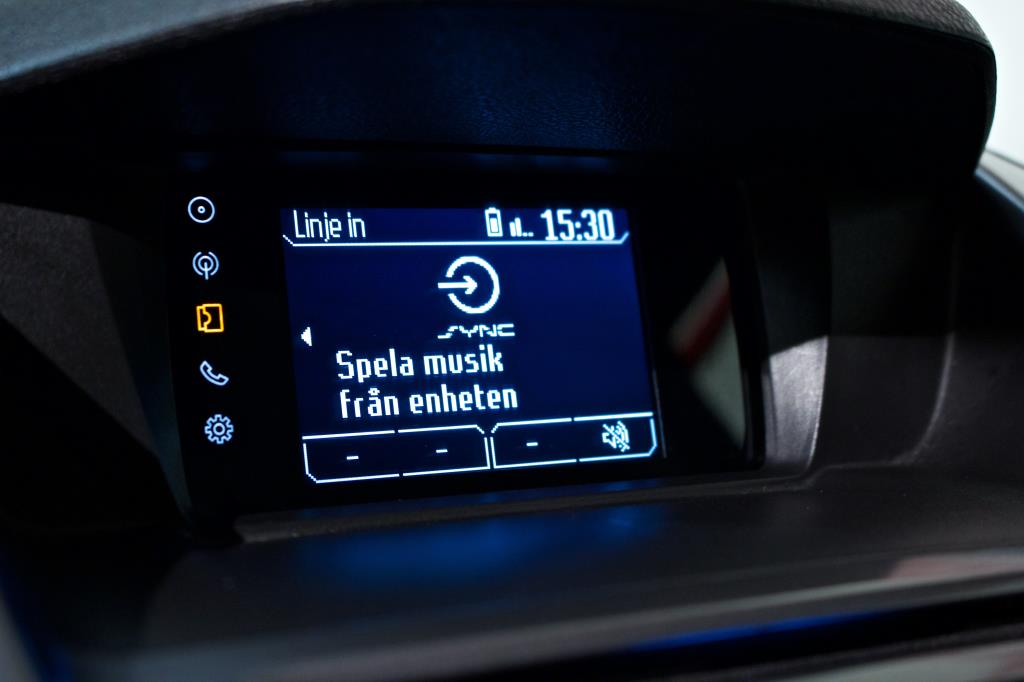 Linje in 15:30
SYNC
Spela musik
från enheten
- - -